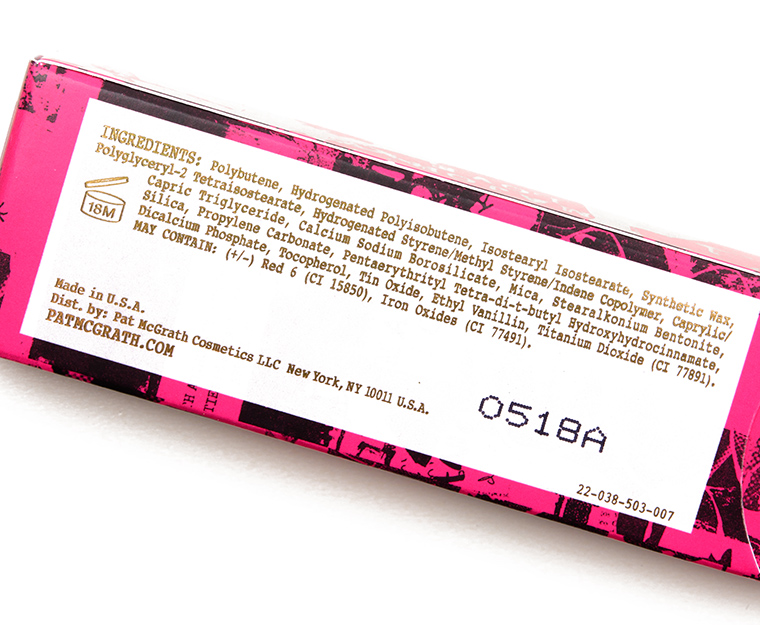 INGREDIENTS: Polybutene, Hydrogenated Polyisobutene, Isostearyl Isostearate, Synthetic Wax,
Polyglyceryl-2 Tetraisostearate, Hydrogenated Styrene/Methyl Styrene/Indene Copolymer, Caprylic/
Capric Triglyceride, Calcium Sodium Borosilicate, Mica, Stearalkonium Bentonite,
Silica, Propylene Carbonate, Pentaerythrityl Tetra-di-t-butyl Hydroxyhydrocinnamate,
Dicalcium Phosphate, Tocopherol, Tin Oxide, Ethyl Vanillin, Titanium Dioxide (CI 77891).
MAY CONTAIN: (+/-) Red 6 (CI 15850), Iron Oxides (CI 77491).
18M
Made in U.S.A.
Dist. by: Pat McGrath Cosmetics LLC New York, NY 10011 U.S.A.
PATMCGRATH.COM
0518A
22-038-503-007